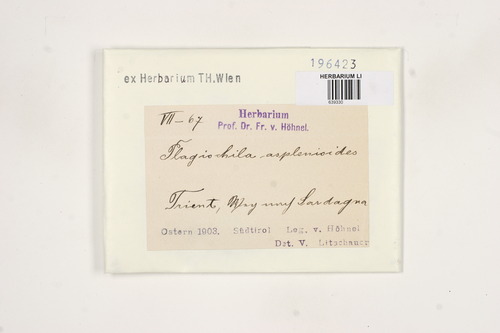 196423
ex Herbarium TH.Wien
HERBARIUM LI
639330
VII-67
Herbarium
Prof. Dr. Fr. v. Höhnel.
Plagiochila asplenioides
Trient, Weg nach Sardagna
Ostern 1903. Südtirol Leg. v. Höhnel
Det. V. Litschauer